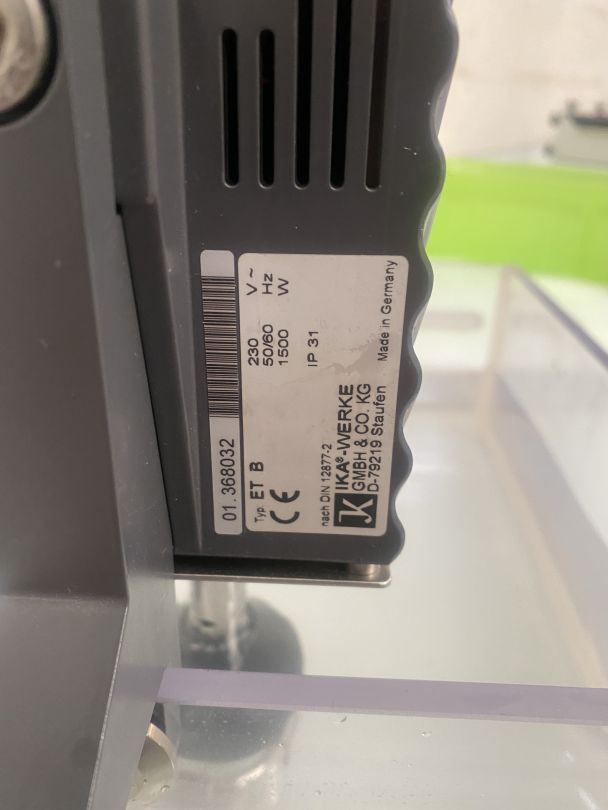 01.368032
Typ ET B
230 V~
50/60 Hz
1500 W
IP 31
nach DIN 12877-2
IKA®-WERKE
GMBH & CO. KG
D-79219 Staufen
Made in Germany